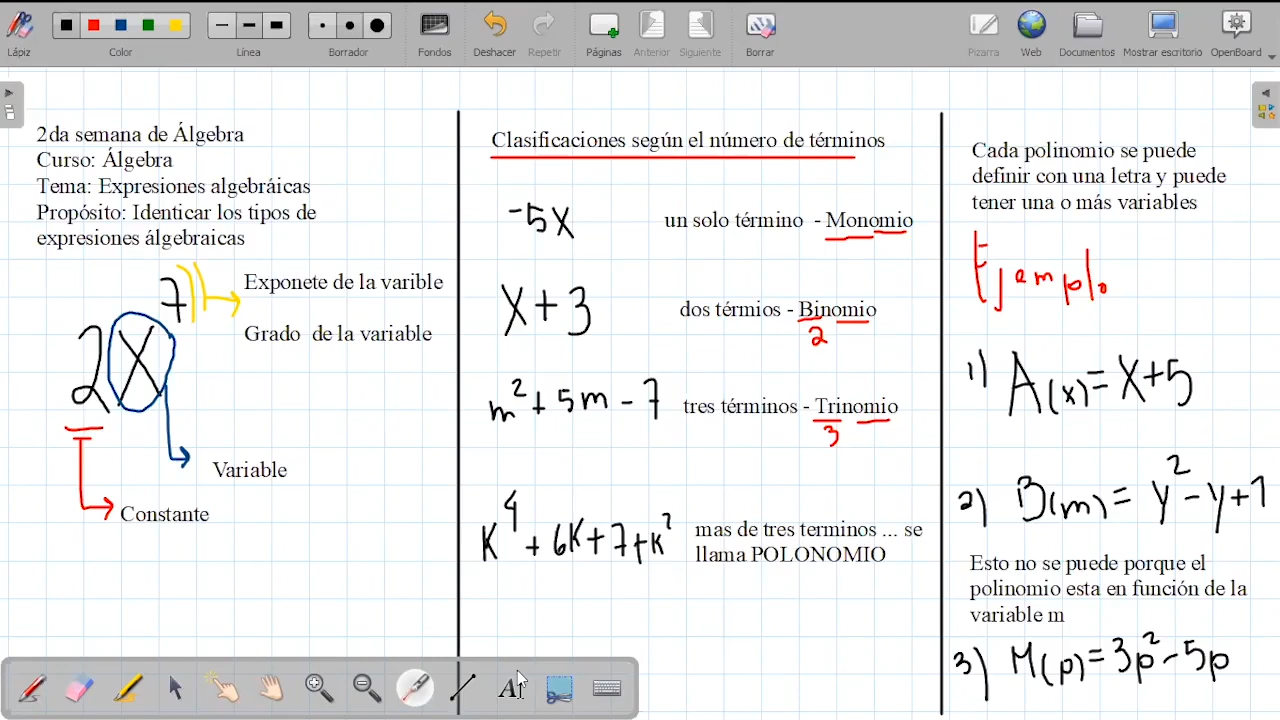 Lápiz
Color
Línea
Borrador
Fondos
Deshacer
Repetir
Páginas
Anterior
Siguiente
Borrar
Pizarra
Web
Documentos
Mostrar escritorio
OpenBoard
2da semana de Álgebra
Curso: Álgebra
Tema: Expresiones algebráicas
Propósito: Identicar los tipos de
expresiones álgebraicas
2x⁷
Exponete de la varible
Grado de la variable
Variable
Constante
Clasificaciones según el número de términos
-5x
un solo término - Monomio
x + 3
dos térmios - Binomio
2
m² + 5m - 7
tres términos - Trinomio
3
K⁴ + 6K + 7 + K²
mas de tres terminos ... se
llama POLONOMIO
Cada polinomio se puede
definir con una letra y puede
tener una o más variables
Ejemplo
1) A(x) = x + 5
2) B(m) = y² - y + 1
Esto no se puede porque el
polinomio esta en función de la
variable m
3) M(p) = 3p² - 5p